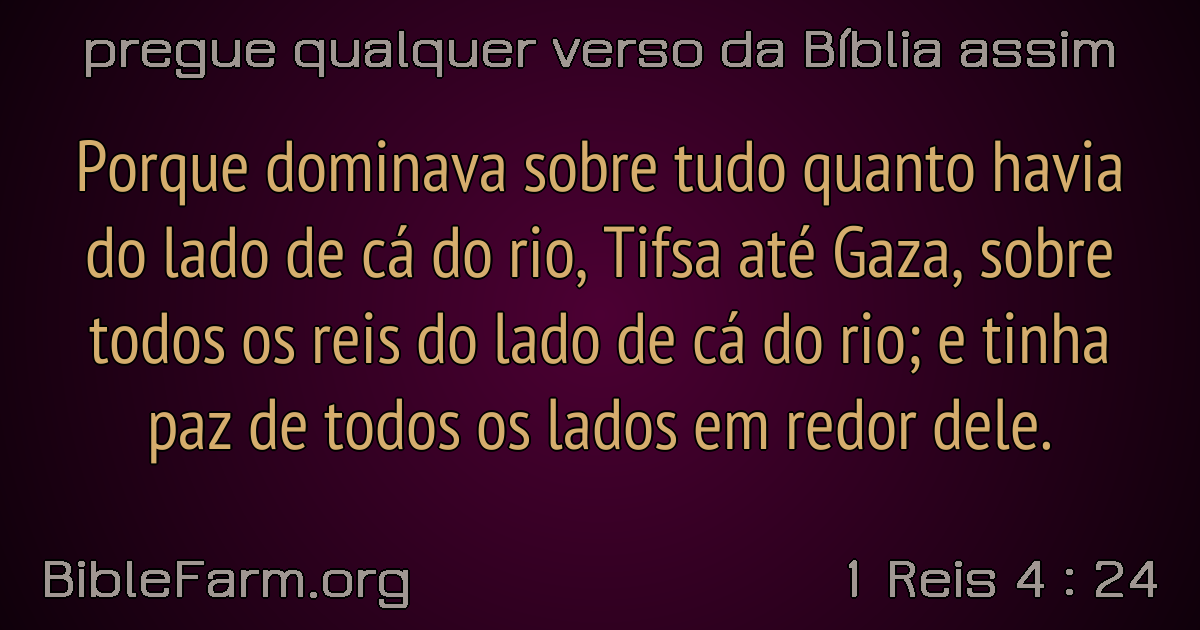 pregue qualquer verso da Bíblia assim
Porque dominava sobre tudo quanto havia
do lado de cá do rio, Tifsa até Gaza, sobre
todos os reis do lado de cá do rio; e tinha
paz de todos os lados em redor dele.
BibleFarm.org
1 Reis 4 : 24